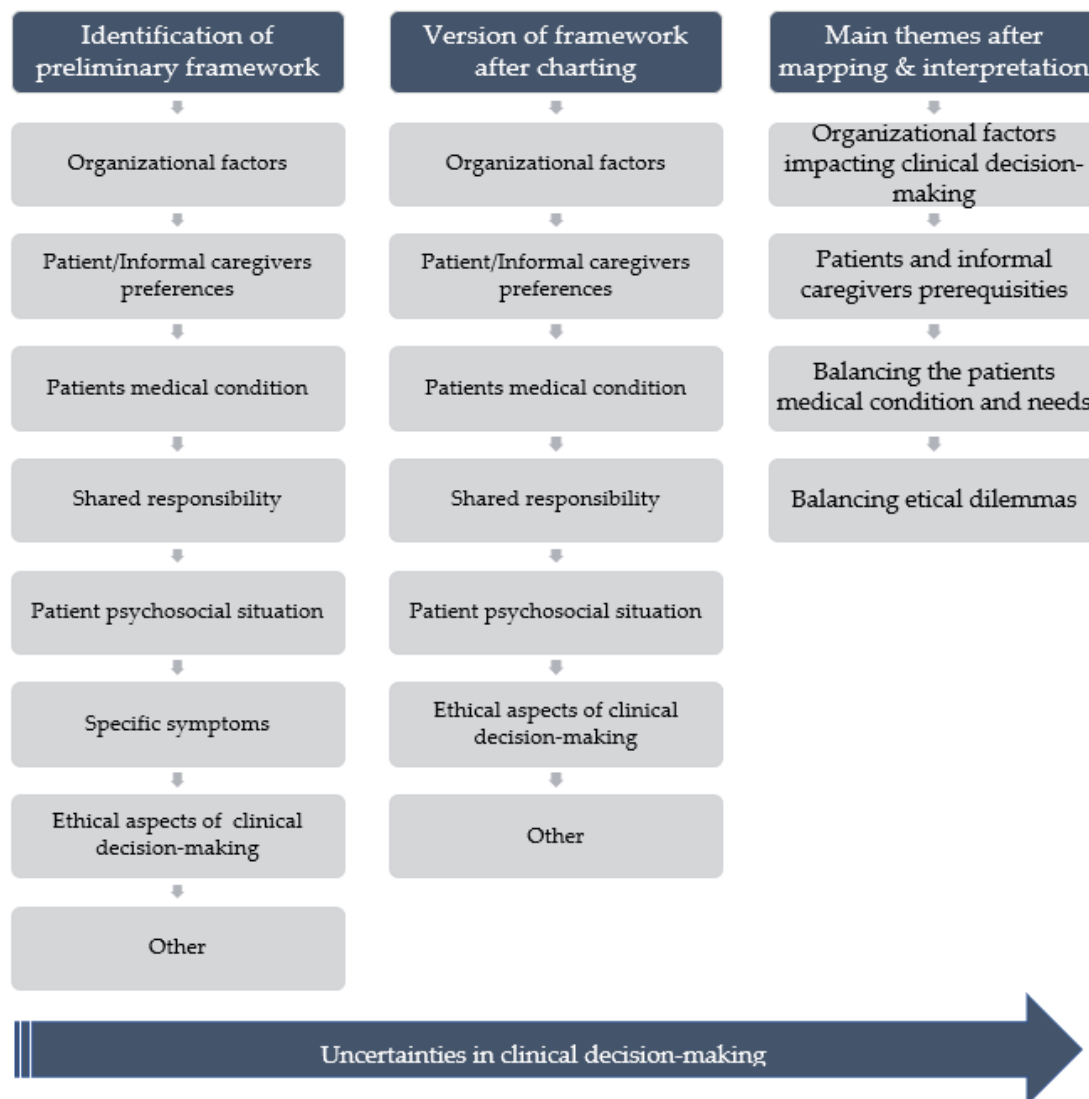 Identification of
preliminary framework
Organizational factors
Patient/Informal caregivers
preferences
Patients medical condition
Shared responsibility
Patient psychosocial situation
Specific symptoms
Ethical aspects of clinical
decision-making
Other
Version of framework
after charting
Organizational factors
Patient/Informal caregivers
preferences
Patients medical condition
Shared responsibility
Patient psychosocial situation
Ethical aspects of clinical
decision-making
Other
Main themes after
mapping & interpretation
Organizational factors
impacting clinical decision-
making
Patients and informal
caregivers prerequisities
Balancing the patients
medical condition and needs
Balancing etical dilemmas
Uncertainties in clinical decision-making